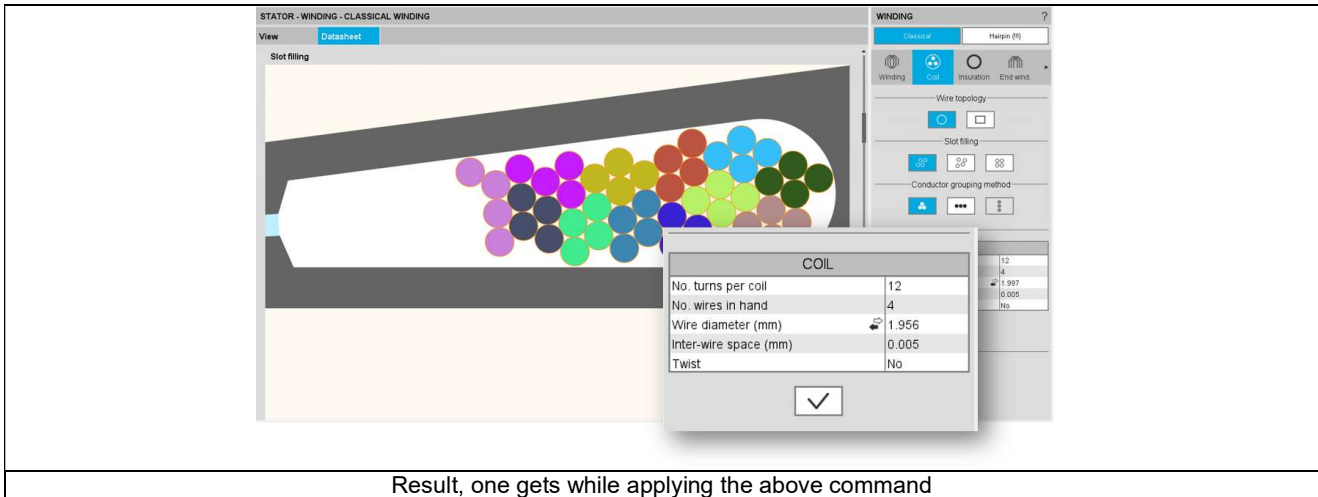 STATOR - WINDING - CLASSICAL WINDING
View Datasheet
Slot filling
WINDING ?
Classical Hairpin (!!!)
Winding Coil Insulation End wind.
Wire topology
Slot filling
Conductor grouping method
12
4
1.997
0.005
No
COIL
No. turns per coil 12
No. wires in hand 4
Wire diameter (mm) 1.956
Inter-wire space (mm) 0.005
Twist No
Result, one gets while applying the above command